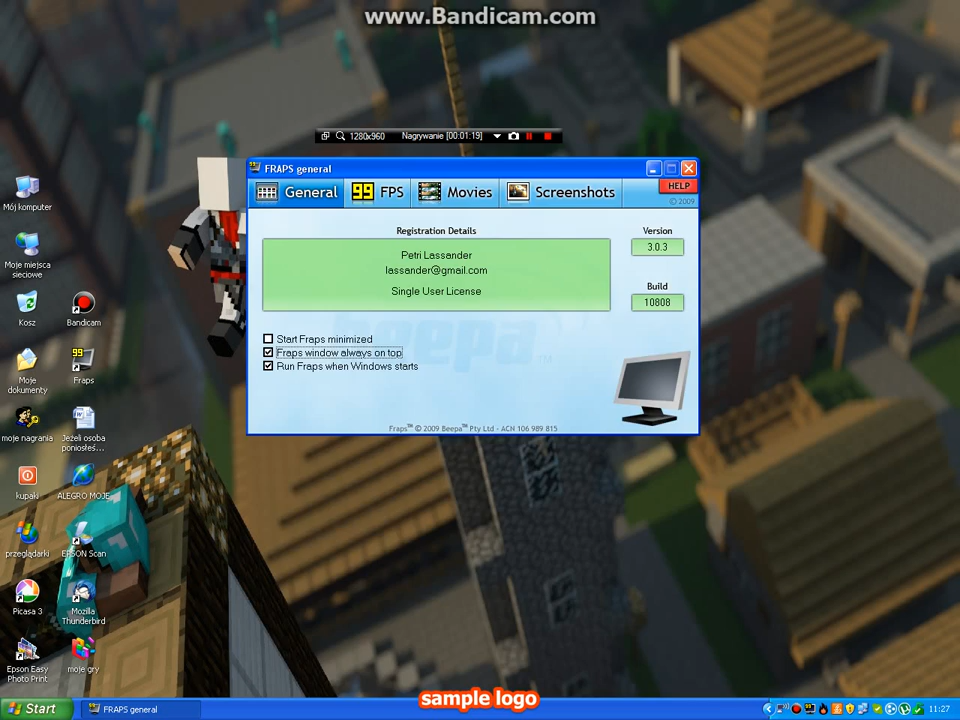 www.Bandicam.com
1280x960 Nagrywanie [00:01:19]
FRAPS general
General
99 FPS
Movies
Screenshots
HELP
© 2009
Registration Details
Petri Lassander
lassander@gmail.com
Single User License
Version
3.0.3
Build
10808
Start Fraps minimized
Fraps window always on top
Run Fraps when Windows starts
beepa™
Fraps™ © 2009 Beepa™ Pty Ltd - ACN 106 989 815
Mój komputer
Moje miejsca
sieciowe
Kosz
Bandicam
Moje
dokumenty
99
Fraps
moje nagrania
Jeżeli osoba
poniosłeś...
kupaki
ALEGRO MOJE
przeglądarki
EPSON Scan
Picasa 3
Mozilla
Thunderbird
Epson Easy
Photo Print
moje gry
sample logo
Start
FRAPS general
11:27